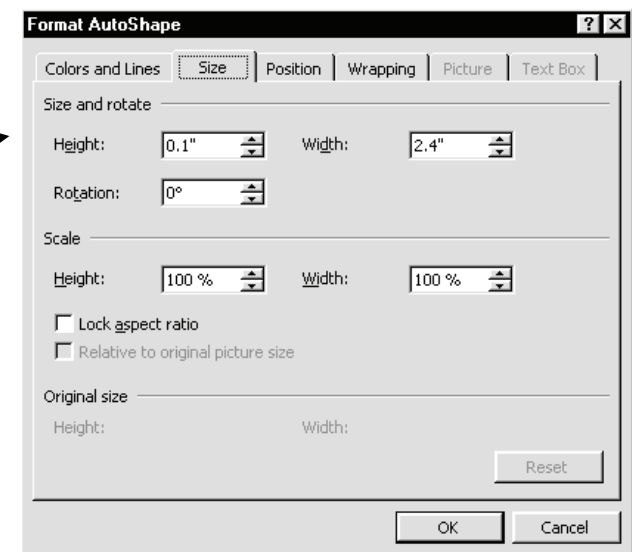 Format AutoShape ? ×
Colors and Lines Size Position Wrapping Picture Text Box
Size and rotate
Height: 0.1" Width: 2.4"
Rotation: 0°
Scale
Height: 100 % Width: 100 %
Lock aspect ratio
Relative to original picture size
Original size
Height: Width:
Reset
OK Cancel